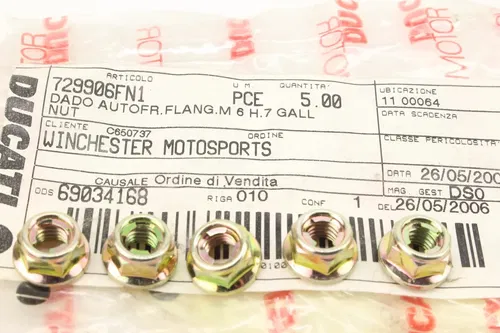 ARTICOLO U.M. QUANTITA' UBICAZIONE
729906FN1 PCE 5.00 11 00064
DADO AUTOFR.FLANG.M 6 H.7 GALL DATA SCADENZA
NUT
CLIENTE C650737 ORDINE CLASSE PERICOLOSITA'
WINCHESTER MOTOSPORTS
DATA 26/05/200
CAUSALE Ordine di Vendita MAG GEST DS0
ODS 69034168 RIGA 010 CONF 1 DEL 26/05/2006
DUCATI
MOTOR